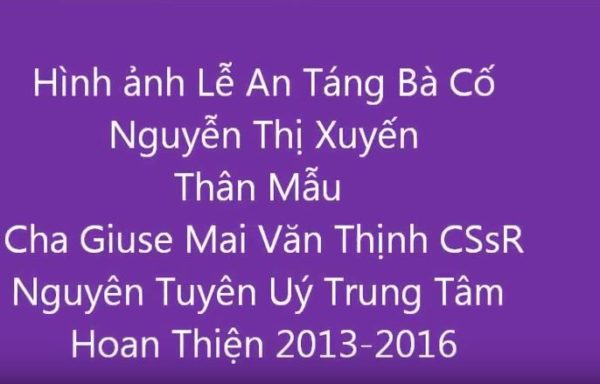 Hình ảnh Lễ An Táng Bà Cố
Nguyễn Thị Xuyến
Thân Mẫu
Cha Giuse Mai Văn Thịnh CSsR
Nguyên Tuyên Uý Trung Tâm
Hoan Thiện 2013-2016